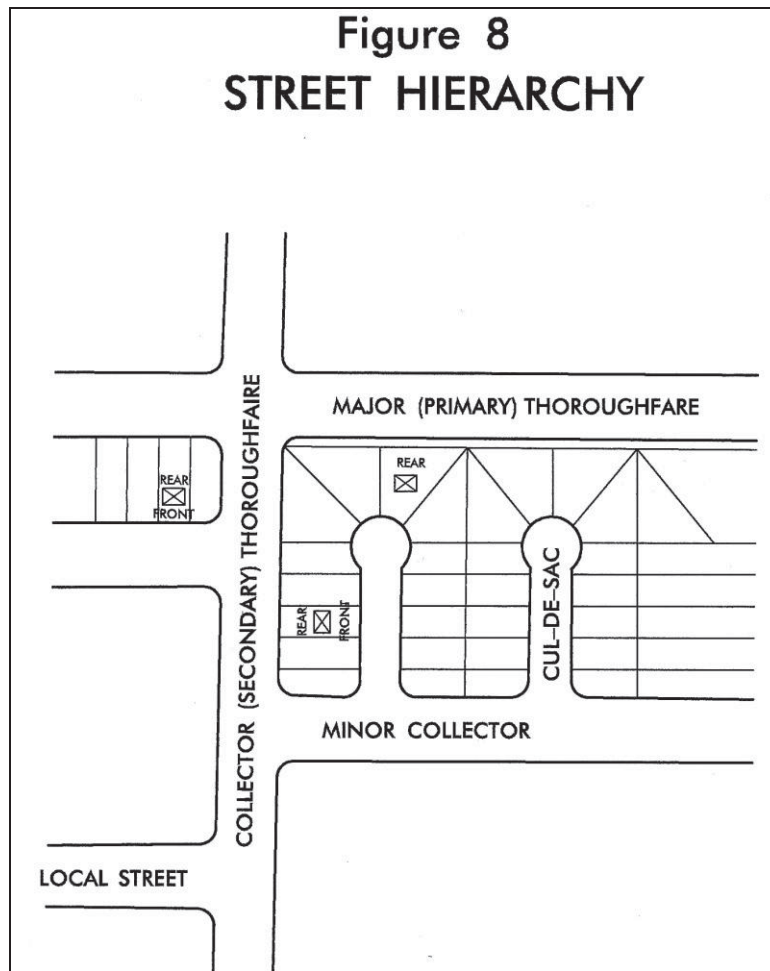 Figure 8
STREET HIERARCHY
MAJOR (PRIMARY) THOROUGHFARE
COLLECTOR (SECONDARY) THOROUGHFAIRE
REAR
FRONT
REAR
REAR
FRONT
CUL-DE-SAC
MINOR COLLECTOR
LOCAL STREET